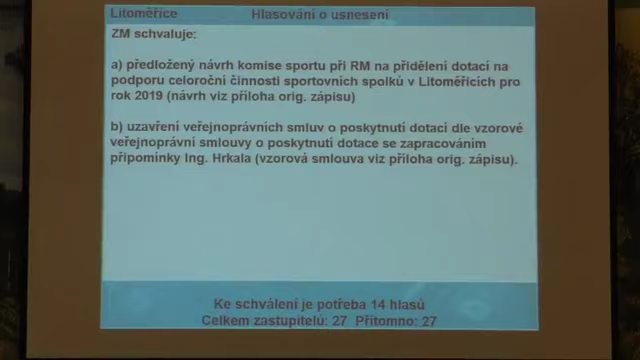 Litoměřice Hlasování o usnesení
ZM schvaluje:
a) předložený návrh komise sportu při RM na přidělení dotací na
podporu celoroční činnosti sportovních spolků v Litoměřicích pro
rok 2019 (návrh viz příloha orig. zápisu)
b) uzavření veřejnoprávních smluv o poskytnutí dotací dle vzorové
veřejnoprávní smlouvy o poskytnutí dotace se zapracováním
připomínky Ing. Hrkala (vzorová smlouva viz příloha orig. zápisu).
Ke schválení je potřeba 14 hlasů
Celkem zastupitelů: 27 Přítomno: 27